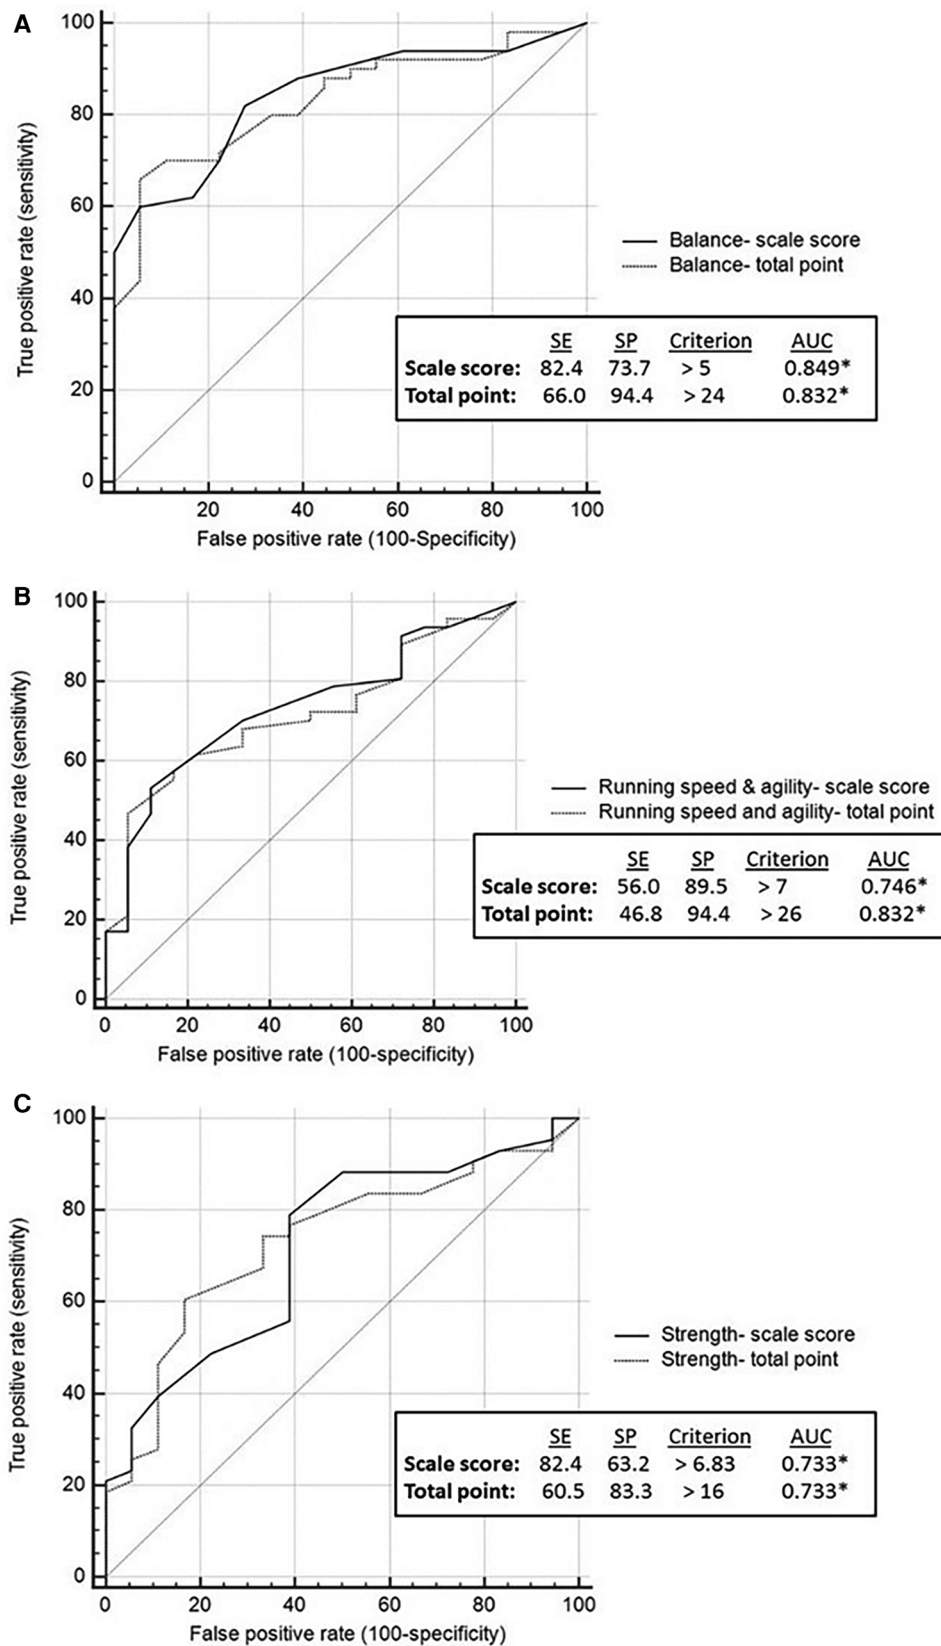 A
100
80
60
40
20
0
True positive rate (sensitivity)
20 40 60 80 100
False positive rate (100-Specificity)
Balance- scale score
Balance- total point
SE SP Criterion AUC
Scale score: 82.4 73.7 > 5 0.849*
Total point: 66.0 94.4 > 24 0.832*
B
100
80
60
40
20
0
True positive rate (sensitivity)
0 20 40 60 80 100
False positive rate (100-specificity)
Running speed & agility- scale score
Running speed and agility- total point
SE SP Criterion AUC
Scale score: 56.0 89.5 > 7 0.746*
Total point: 46.8 94.4 > 26 0.832*
C
100
80
60
40
20
0
True positive rate (sensitivity)
0 20 40 60 80 100
False positive rate (100-specificity)
Strength- scale score
Strength- total point
SE SP Criterion AUC
Scale score: 82.4 63.2 > 6.83 0.733*
Total point: 60.5 83.3 > 16 0.733*